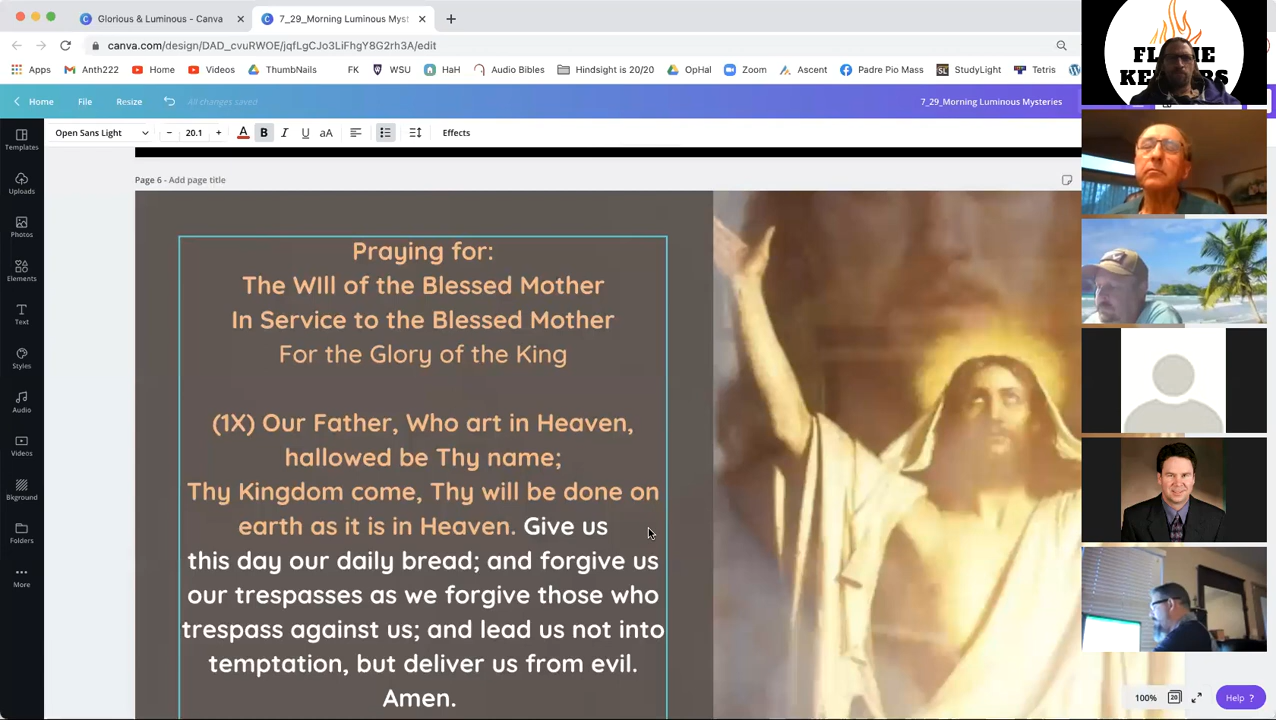 Glorious & Luminous - Canva
7_29_Morning Luminous Myst
canva.com/design/DAD_cvuRWOE/jqfLgCJo3LiFhgY8G2rh3A/edit
Apps Anth222 Home Videos ThumbNails FK WSU HaH Audio Bibles Hindsight is 20/20 OpHal Zoom Ascent Padre Pio Mass StudyLight Tetris
Home File Resize All changes saved 7_29_Morning Luminous Mysteries
Open Sans Light 20.1 A B I U aA Effects
Templates
Uploads
Photos
Elements
Text
Styles
Audio
Videos
Bkground
Folders
More
Page 6 - Add page title
Praying for:
The WIll of the Blessed Mother
In Service to the Blessed Mother
For the Glory of the King
(1X) Our Father, Who art in Heaven,
hallowed be Thy name;
Thy Kingdom come, Thy will be done on
earth as it is in Heaven. Give us
this day our daily bread; and forgive us
our trespasses as we forgive those who
trespass against us; and lead us not into
temptation, but deliver us from evil.
Amen.
100% 20 Help ?